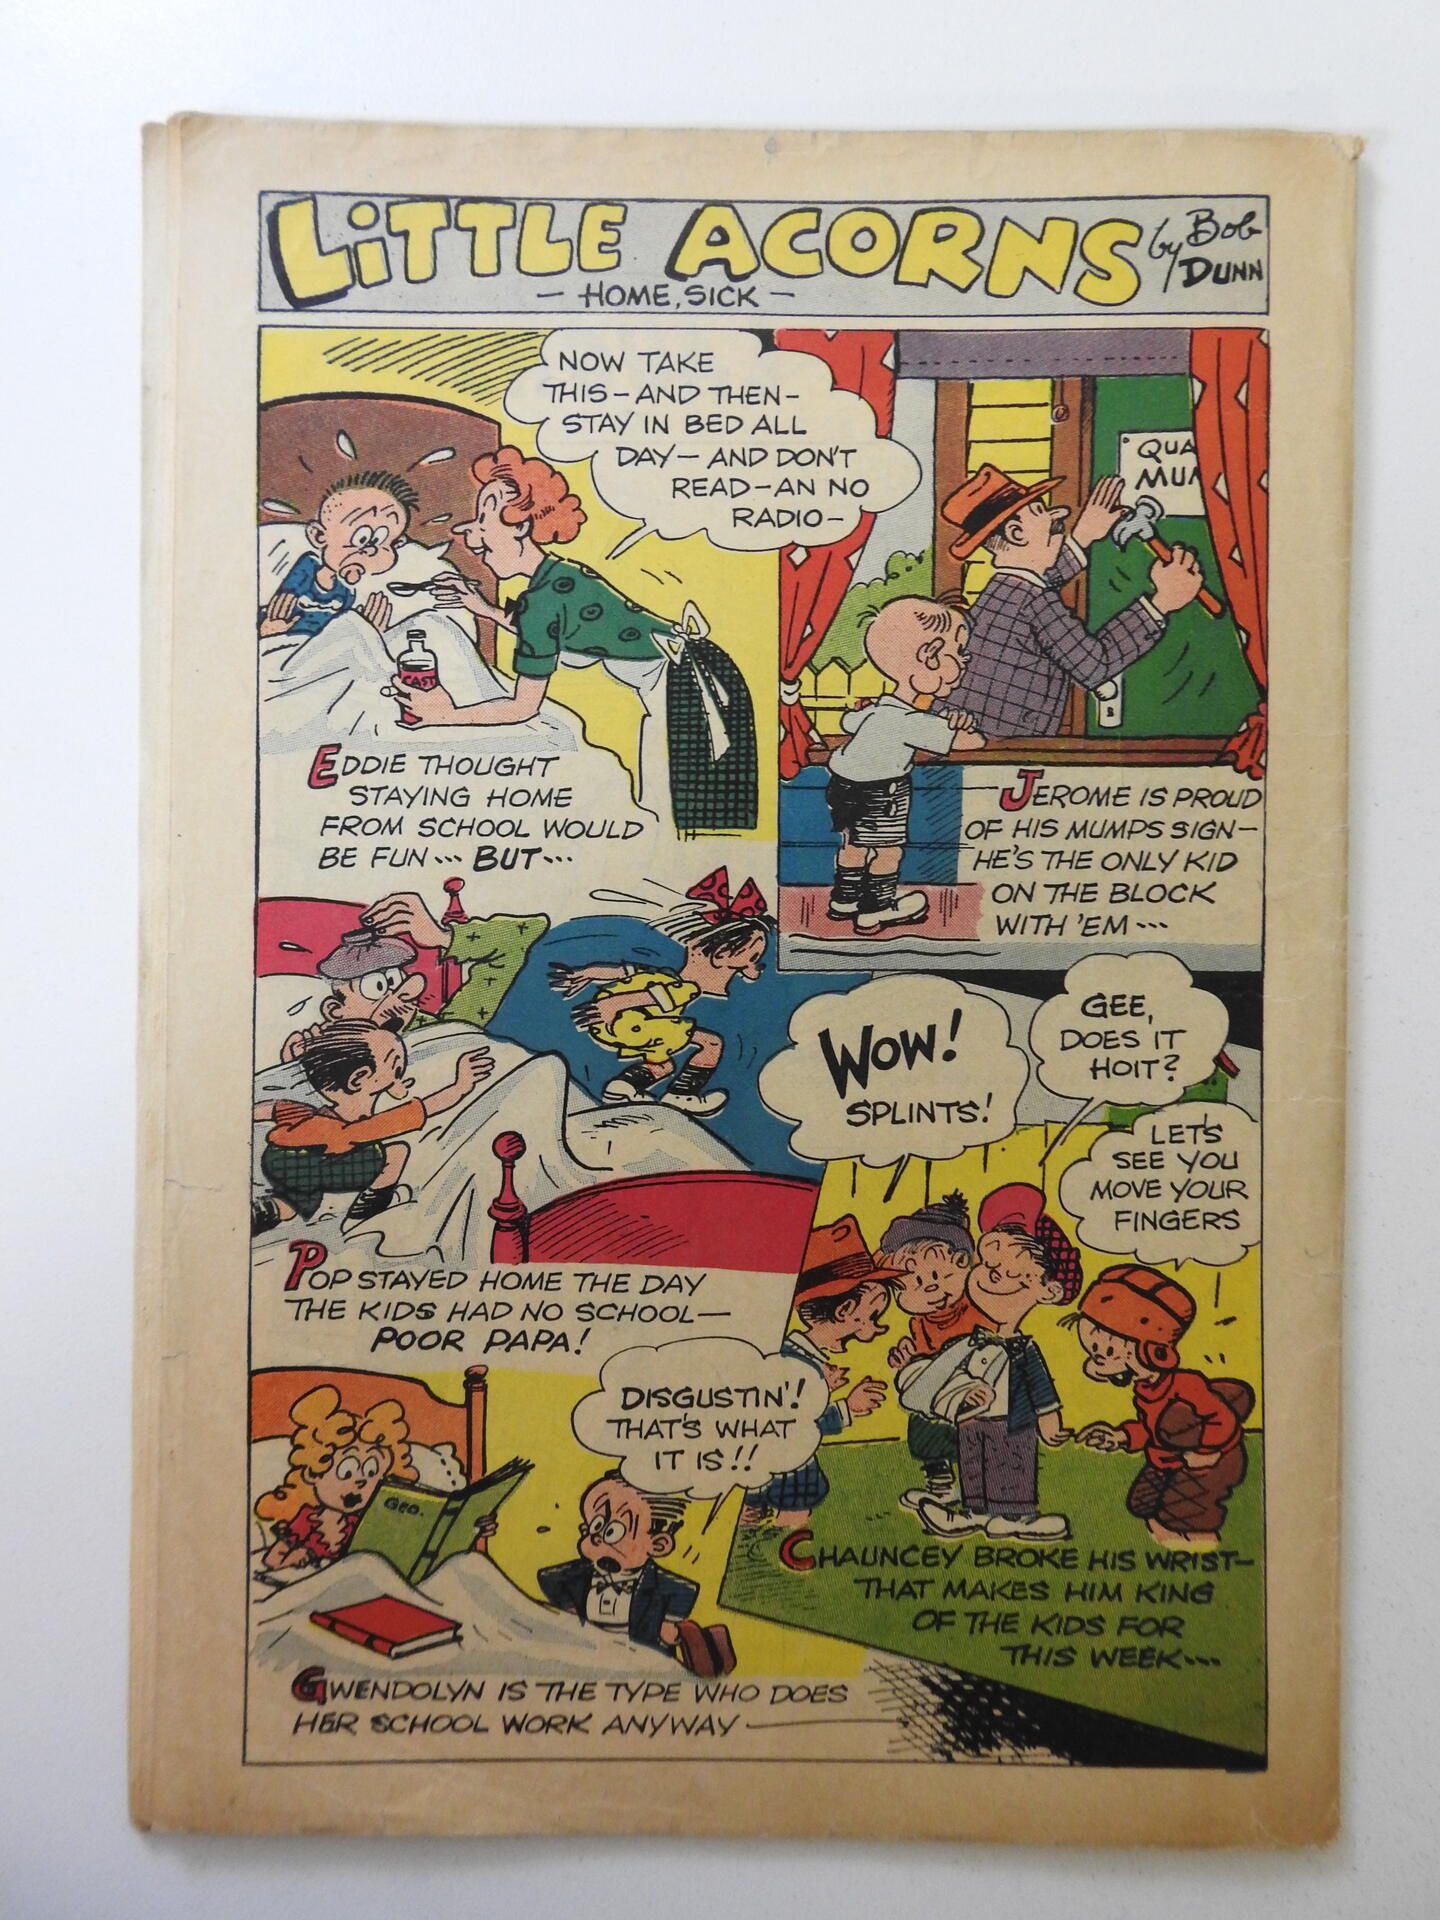 LiTTLE ACORNS by Bob
DUNN
— HOME, SICK —
NOW TAKE
THIS—AND THEN—
STAY IN BED ALL
DAY—AND DON'T
READ—AN NO
RADIO—
CAST
EDDIE THOUGHT
STAYING HOME
FROM SCHOOL WOULD
BE FUN... BUT...
QUA
MUM
JEROME IS PROUD
OF HIS MUMPS SIGN—
HE'S THE ONLY KID
ON THE BLOCK
WITH 'EM...
POP STAYED HOME THE DAY
THE KIDS HAD NO SCHOOL—
POOR PAPA!
WOW!
SPLINTS!
GEE,
DOES IT
HOIT?
LET'S
SEE YOU
MOVE YOUR
FINGERS
CHAUNCEY BROKE HIS WRIST—
THAT MAKES HIM KING
OF THE KIDS FOR
THIS WEEK...
DISGUSTIN'!
THAT'S WHAT
IT IS!!
GEO.
GWENDOLYN IS THE TYPE WHO DOES
HER SCHOOL WORK ANYWAY—